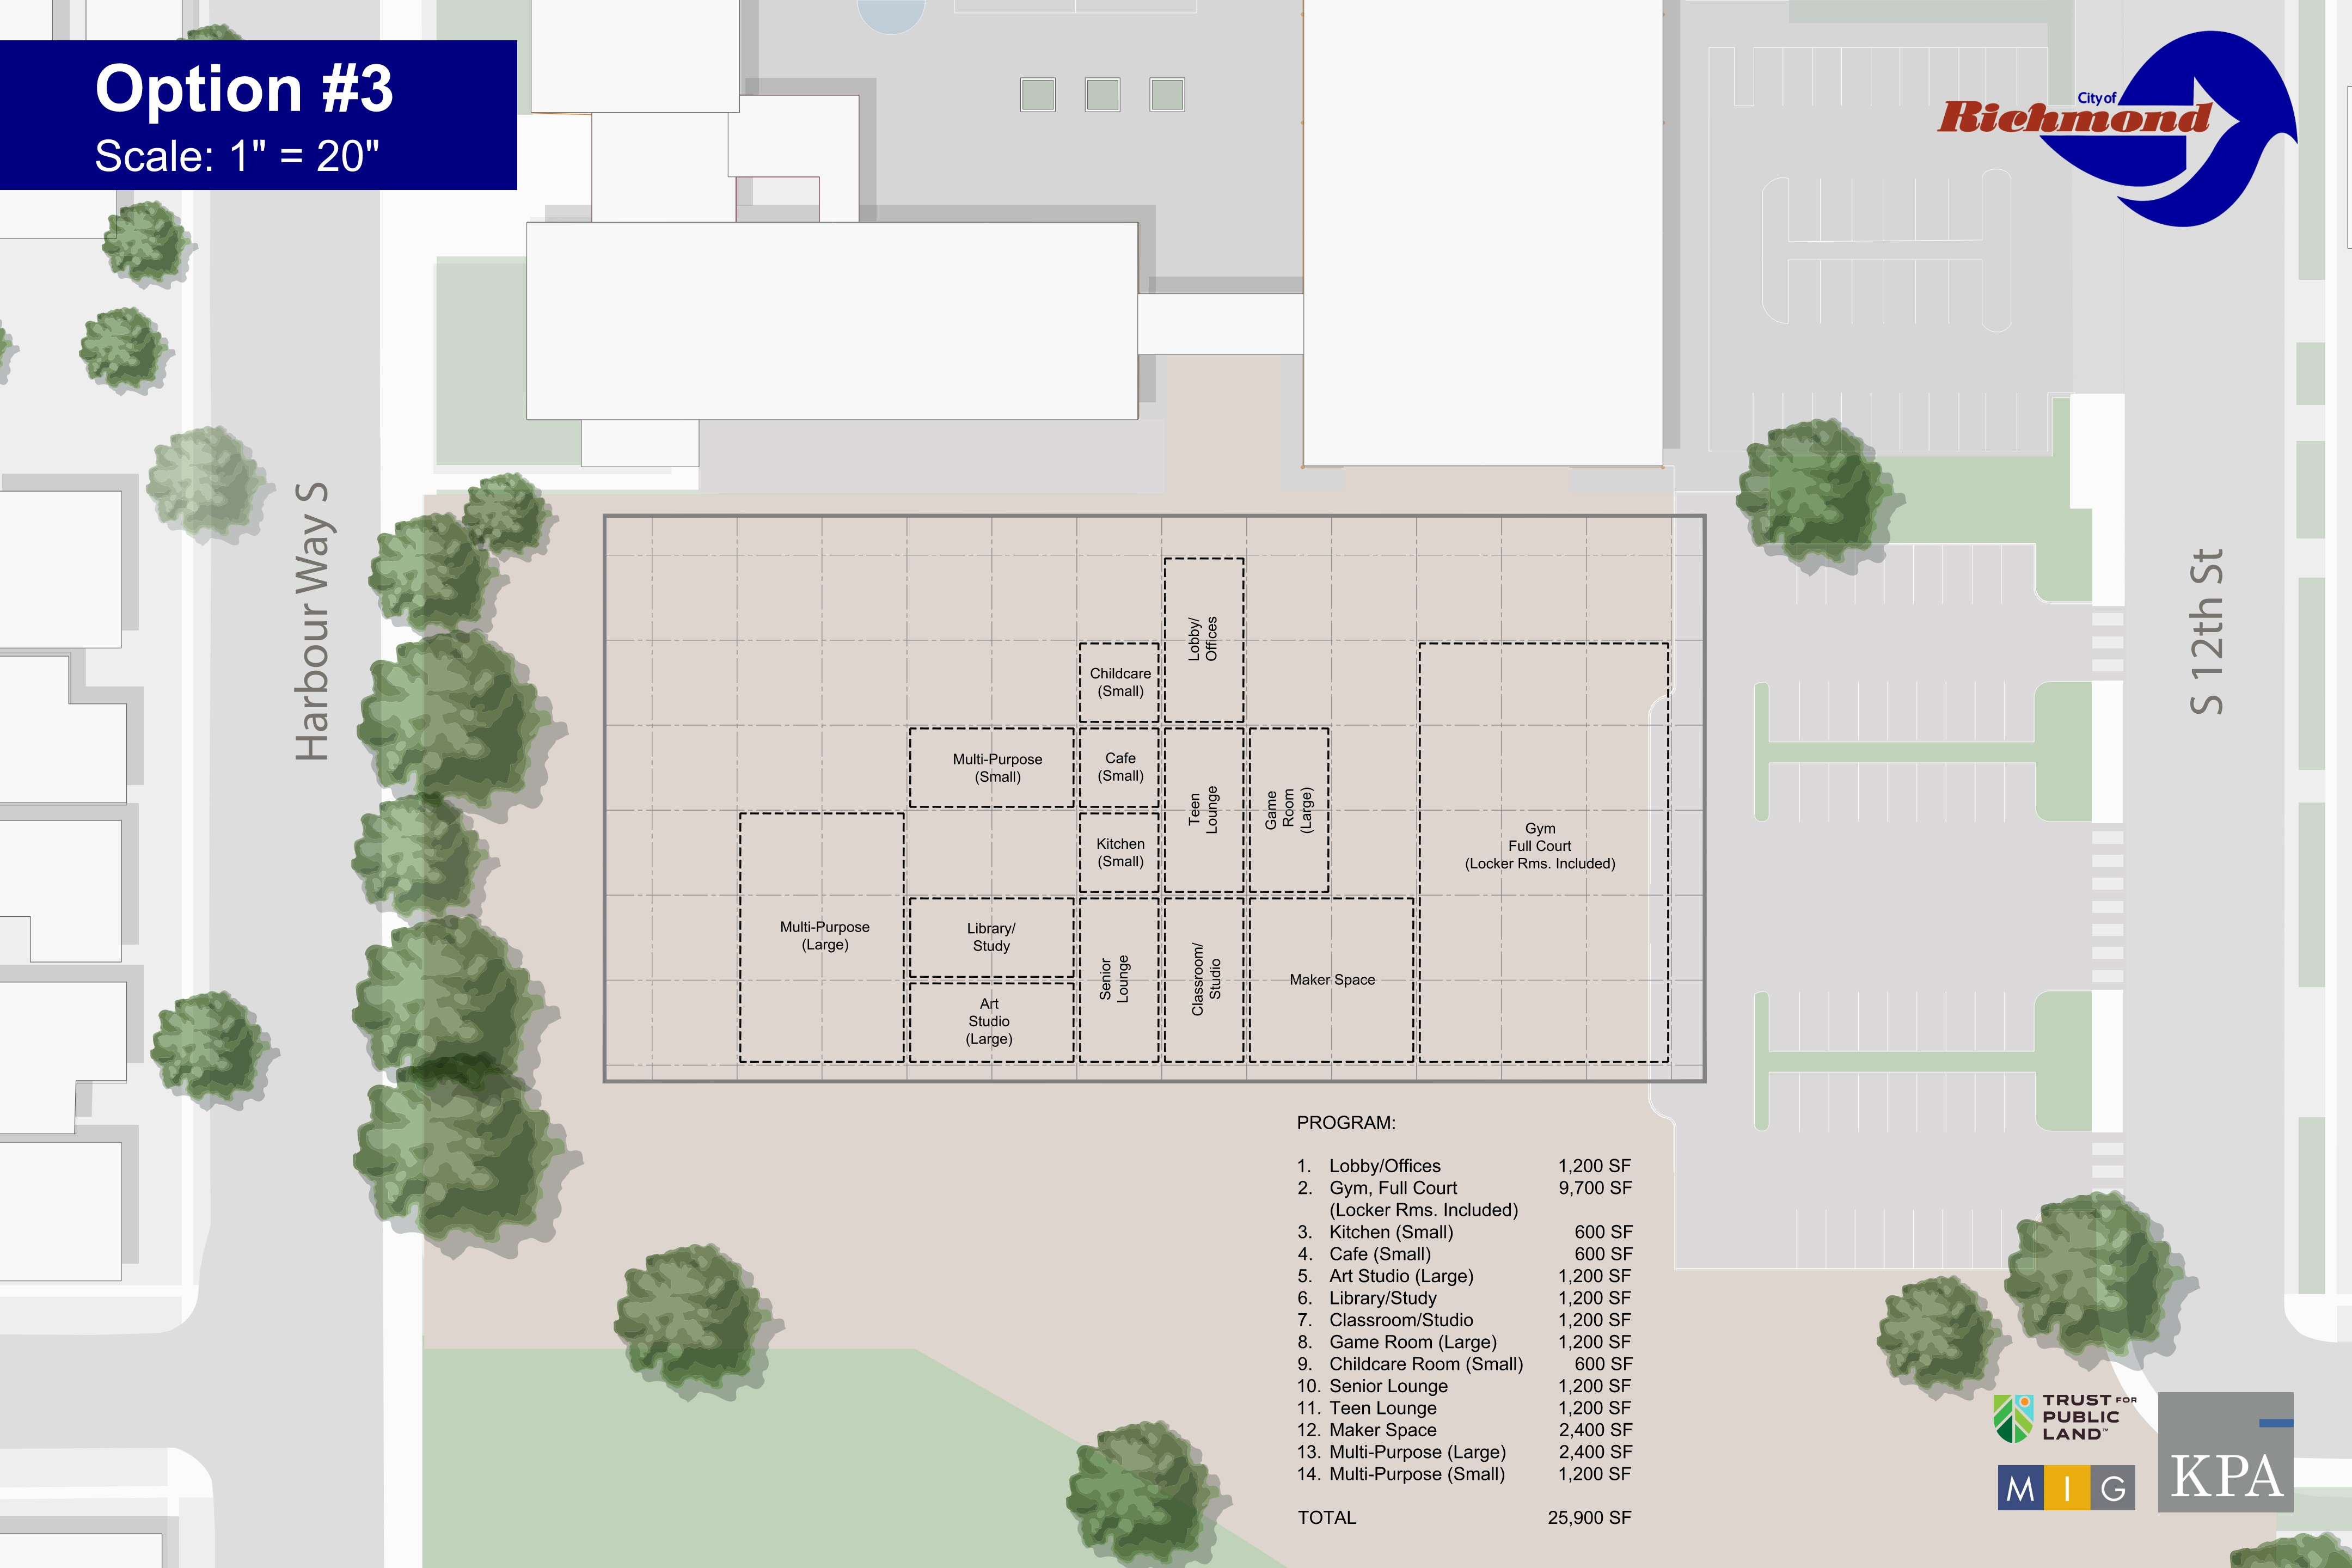 Option #3
Scale: 1" = 20"
City of
Richmond
Harbour Way S
S 12th St
Lobby/
Offices
Childcare
(Small)
Multi-Purpose
(Small)
Cafe
(Small)
Teen
Lounge
Game
Room
(Large)
Kitchen
(Small)
Gym
Full Court
(Locker Rms. Included)
Multi-Purpose
(Large)
Library/
Study
Art
Studio
(Large)
Senior
Lounge
Classroom/
Studio
Maker Space
PROGRAM:
1. Lobby/Offices 1,200 SF
2. Gym, Full Court 9,700 SF
(Locker Rms. Included)
3. Kitchen (Small) 600 SF
4. Cafe (Small) 600 SF
5. Art Studio (Large) 1,200 SF
6. Library/Study 1,200 SF
7. Classroom/Studio 1,200 SF
8. Game Room (Large) 1,200 SF
9. Childcare Room (Small) 600 SF
10. Senior Lounge 1,200 SF
11. Teen Lounge 1,200 SF
12. Maker Space 2,400 SF
13. Multi-Purpose (Large) 2,400 SF
14. Multi-Purpose (Small) 1,200 SF
TOTAL 25,900 SF
TRUST FOR
PUBLIC
LAND™
MIG
KPA